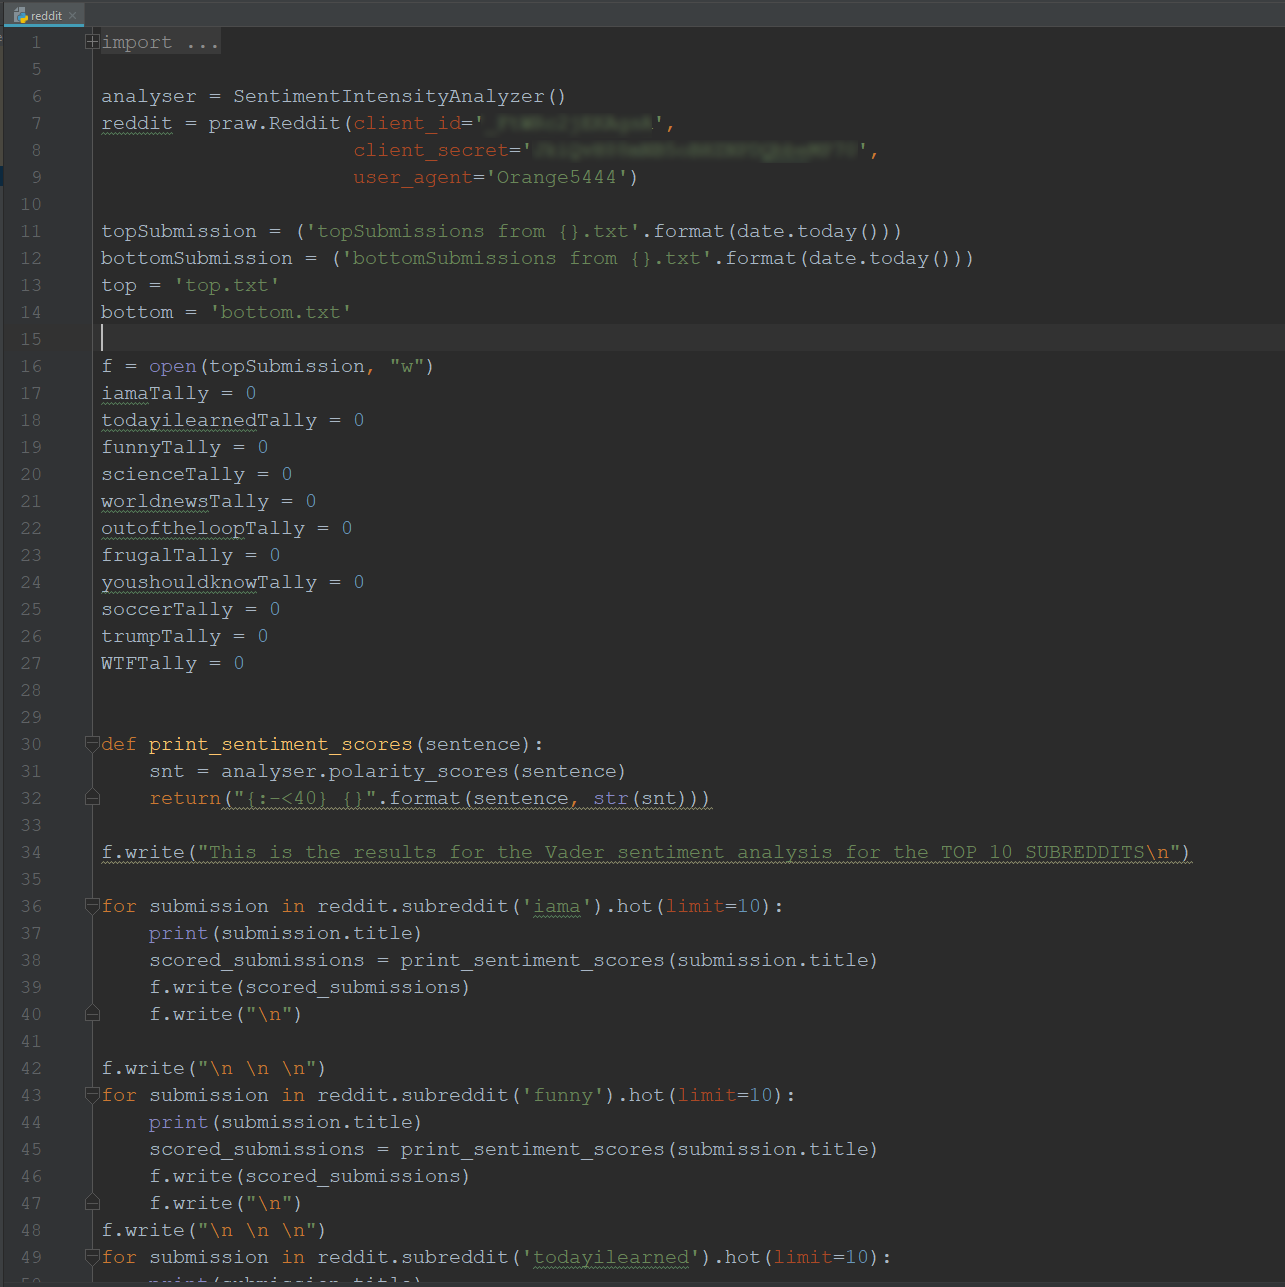 reddit
1 import ...
5
6 analyser = SentimentIntensityAnalyzer()
7 reddit = praw.Reddit(client_id='',
8 client_secret='',
9 user_agent='Orange5444')
10
11 topSubmission = ('topSubmissions from {}.txt'.format(date.today()))
12 bottomSubmission = ('bottomSubmissions from {}.txt'.format(date.today()))
13 top = 'top.txt'
14 bottom = 'bottom.txt'
15
16 f = open(topSubmission, "w")
17 iamaTally = 0
18 todayilearnedTally = 0
19 funnyTally = 0
20 scienceTally = 0
21 worldnewsTally = 0
22 outoftheloopTally = 0
23 frugalTally = 0
24 youshouldknowTally = 0
25 soccerTally = 0
26 trumpTally = 0
27 WTFTally = 0
28
29
30 def print_sentiment_scores(sentence):
31 snt = analyser.polarity_scores(sentence)
32 return("{:-<40} {}".format(sentence, str(snt)))
33
34 f.write("This is the results for the Vader sentiment analysis for the TOP 10 SUBREDDITS\n")
35
36 for submission in reddit.subreddit('iama').hot(limit=10):
37 print(submission.title)
38 scored_submissions = print_sentiment_scores(submission.title)
39 f.write(scored_submissions)
40 f.write("\n")
41
42 f.write("\n \n \n")
43 for submission in reddit.subreddit('funny').hot(limit=10):
44 print(submission.title)
45 scored_submissions = print_sentiment_scores(submission.title)
46 f.write(scored_submissions)
47 f.write("\n")
48 f.write("\n \n \n")
49 for submission in reddit.subreddit('todayilearned').hot(limit=10):